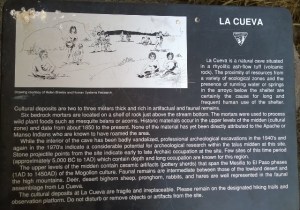 LA CUEVA
La Cueva is a natural cave situated
in a rhyolitic ash-flow tuff (volcanic
rock). The proximity of resources from
a variety of ecological zones and the
presence of running water or springs
in the arroyo below the shelter are
certainly the cause for long and
frequent human use of the shelter.
Drawing courtesy of Human Systems Research
Cultural deposits are two to three meters thick and rich in artifactual and faunal remains.
Six bedrock mortars are located on a shelf of rock just above the stream bottom. The mortars were used to process
wild plant foods such as mesquite beans or acorns. Historic materials occur in the upper levels of the midden (cultural
zone) and date from about 1850 to the present. None of the material has yet been directly attributed to the Apache or
Manso Indians who are known to have roamed the area.
While the interior of the cave has been badly vandalized, professional archeological excavations in the 1940's and
again in the 1970's indicate a considerable potential for archeological research within the talus midden at this site.
Stone projectile points from the site indicate early to late Archaic occupation at the site. Few sites of this time period
(approximately 5,000 BC to 1AD) which contain depth and long occupation are known for this region.
The upper levels of the midden contain ceramic artifacts (pottery sherds) that span the Mesilla to El Paso phases
(1AD to 1450AD) of the Mogollon culture. Faunal remains are intermediate between those of the lowland desert and
the high mountains. Deer, desert bighorn sheep, pronghorn, rabbits, and hares are well represented in the faunal
assemblage from La Cueva.
The cultural deposits at La Cueva are fragile and irreplaceable. Please remain on the designated hiking trails and
observation platform. Do not disturb or remove objects or artifacts from the site.